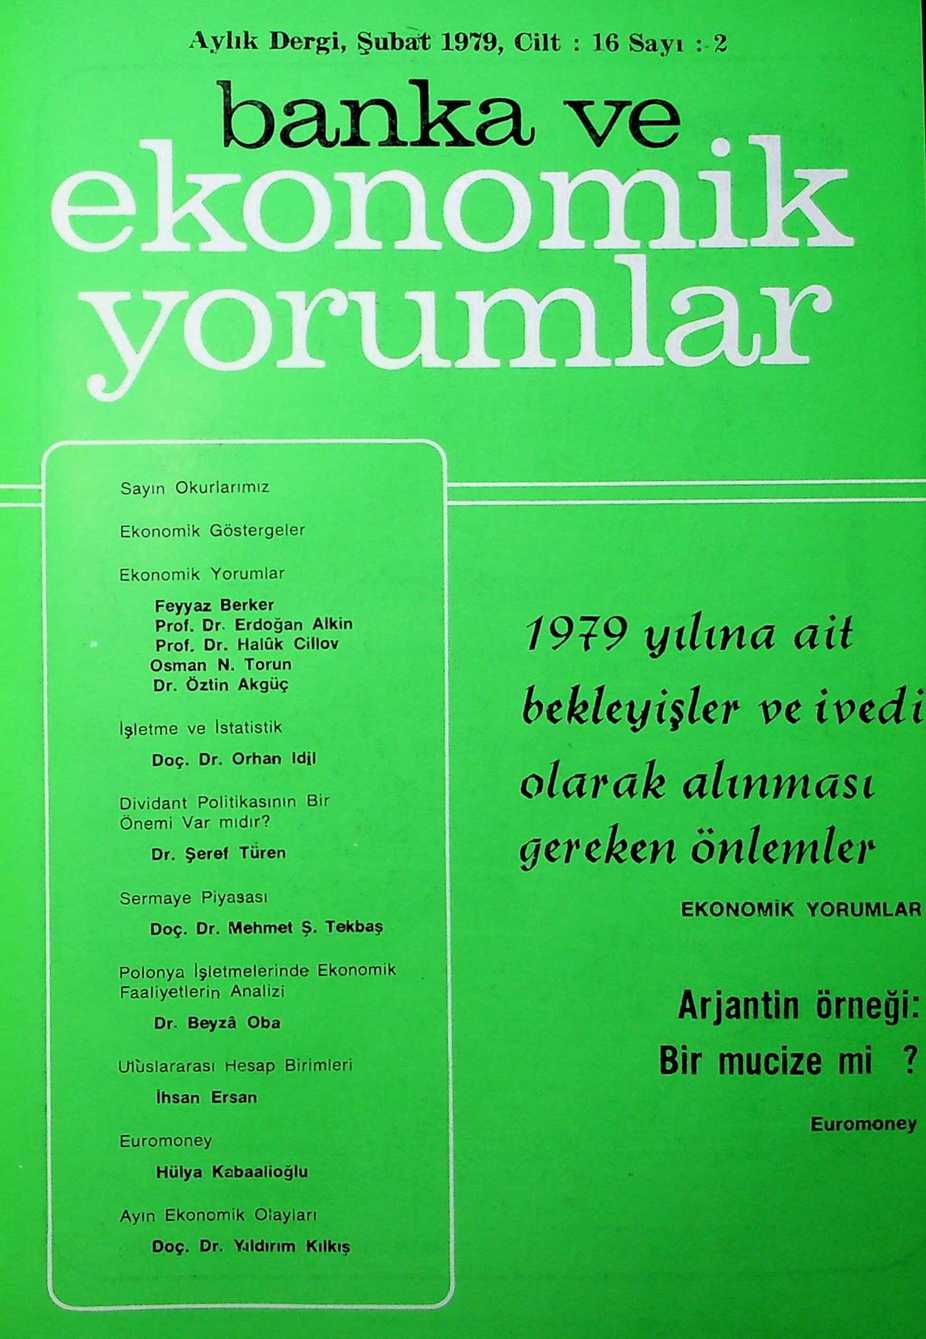 Aylık Dergi, Şubat 1979, Cilt : 16 Sayı : 2
banka ve
ekonomik
yorumlar
Sayın Okurlarımız
Ekonomik Göstergeler
Ekonomik Yorumlar
Feyyaz Berker
Prof. Dr. Erdoğan Alkin
Prof. Dr. Halûk Cillov
Osman N. Torun
Dr. Öztin Akgüç
İşletme ve İstatistik
Doç. Dr. Orhan Idil
Dividant Politikasının Bir
Önemi Var mıdır?
Dr. Şeref Türen
Sermaye Piyasası
Doç. Dr. Mehmet Ş. Tekbaş
Polonya İşletmelerinde Ekonomik
Faaliyetlerin Analizi
Dr. Beyzâ Oba
Uluslararası Hesap Birimleri
İhsan Ersan
Euromoney
Hülya Kabaalioğlu
Ayın Ekonomik Olayları
Doç. Dr. Yıldırım Kılkış
1979 yılına ait
bekleyişler ve ivedi
olarak alınması
gereken önlemler
EKONOMİK YORUMLAR
Arjantin örneği:
Bir mucize mi ?
Euromoney